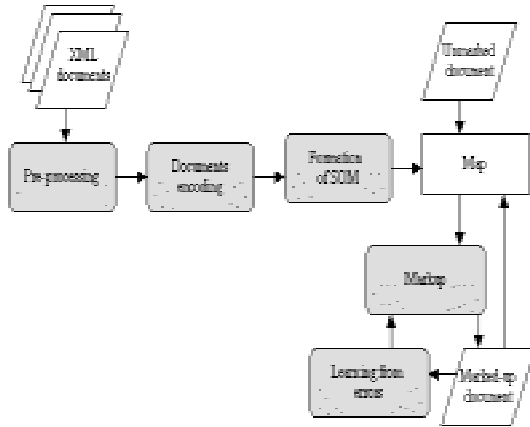 XML
documents
Unmarked
document
Pre-processing
Documents
encoding
Formation
of SOM
Map
Markup
Learning from
errors
Marked-up
document